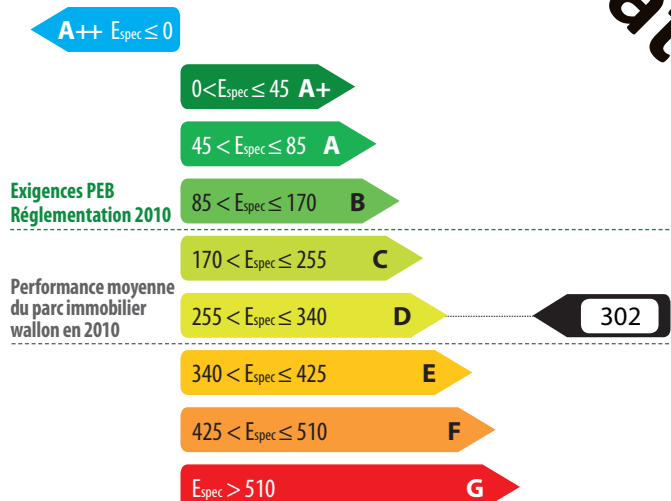 A++ Espec ≤ 0
0<Espec ≤ 45 A+
45 < Espec ≤ 85 A
Exigences PEB
Réglementation 2010
85 < Espec ≤ 170 B
170 < Espec ≤ 255 C
Performance moyenne
du parc immobilier
wallon en 2010
255 < Espec ≤ 340 D
302
340 < Espec ≤ 425 E
425 < Espec ≤ 510 F
Espec > 510 G